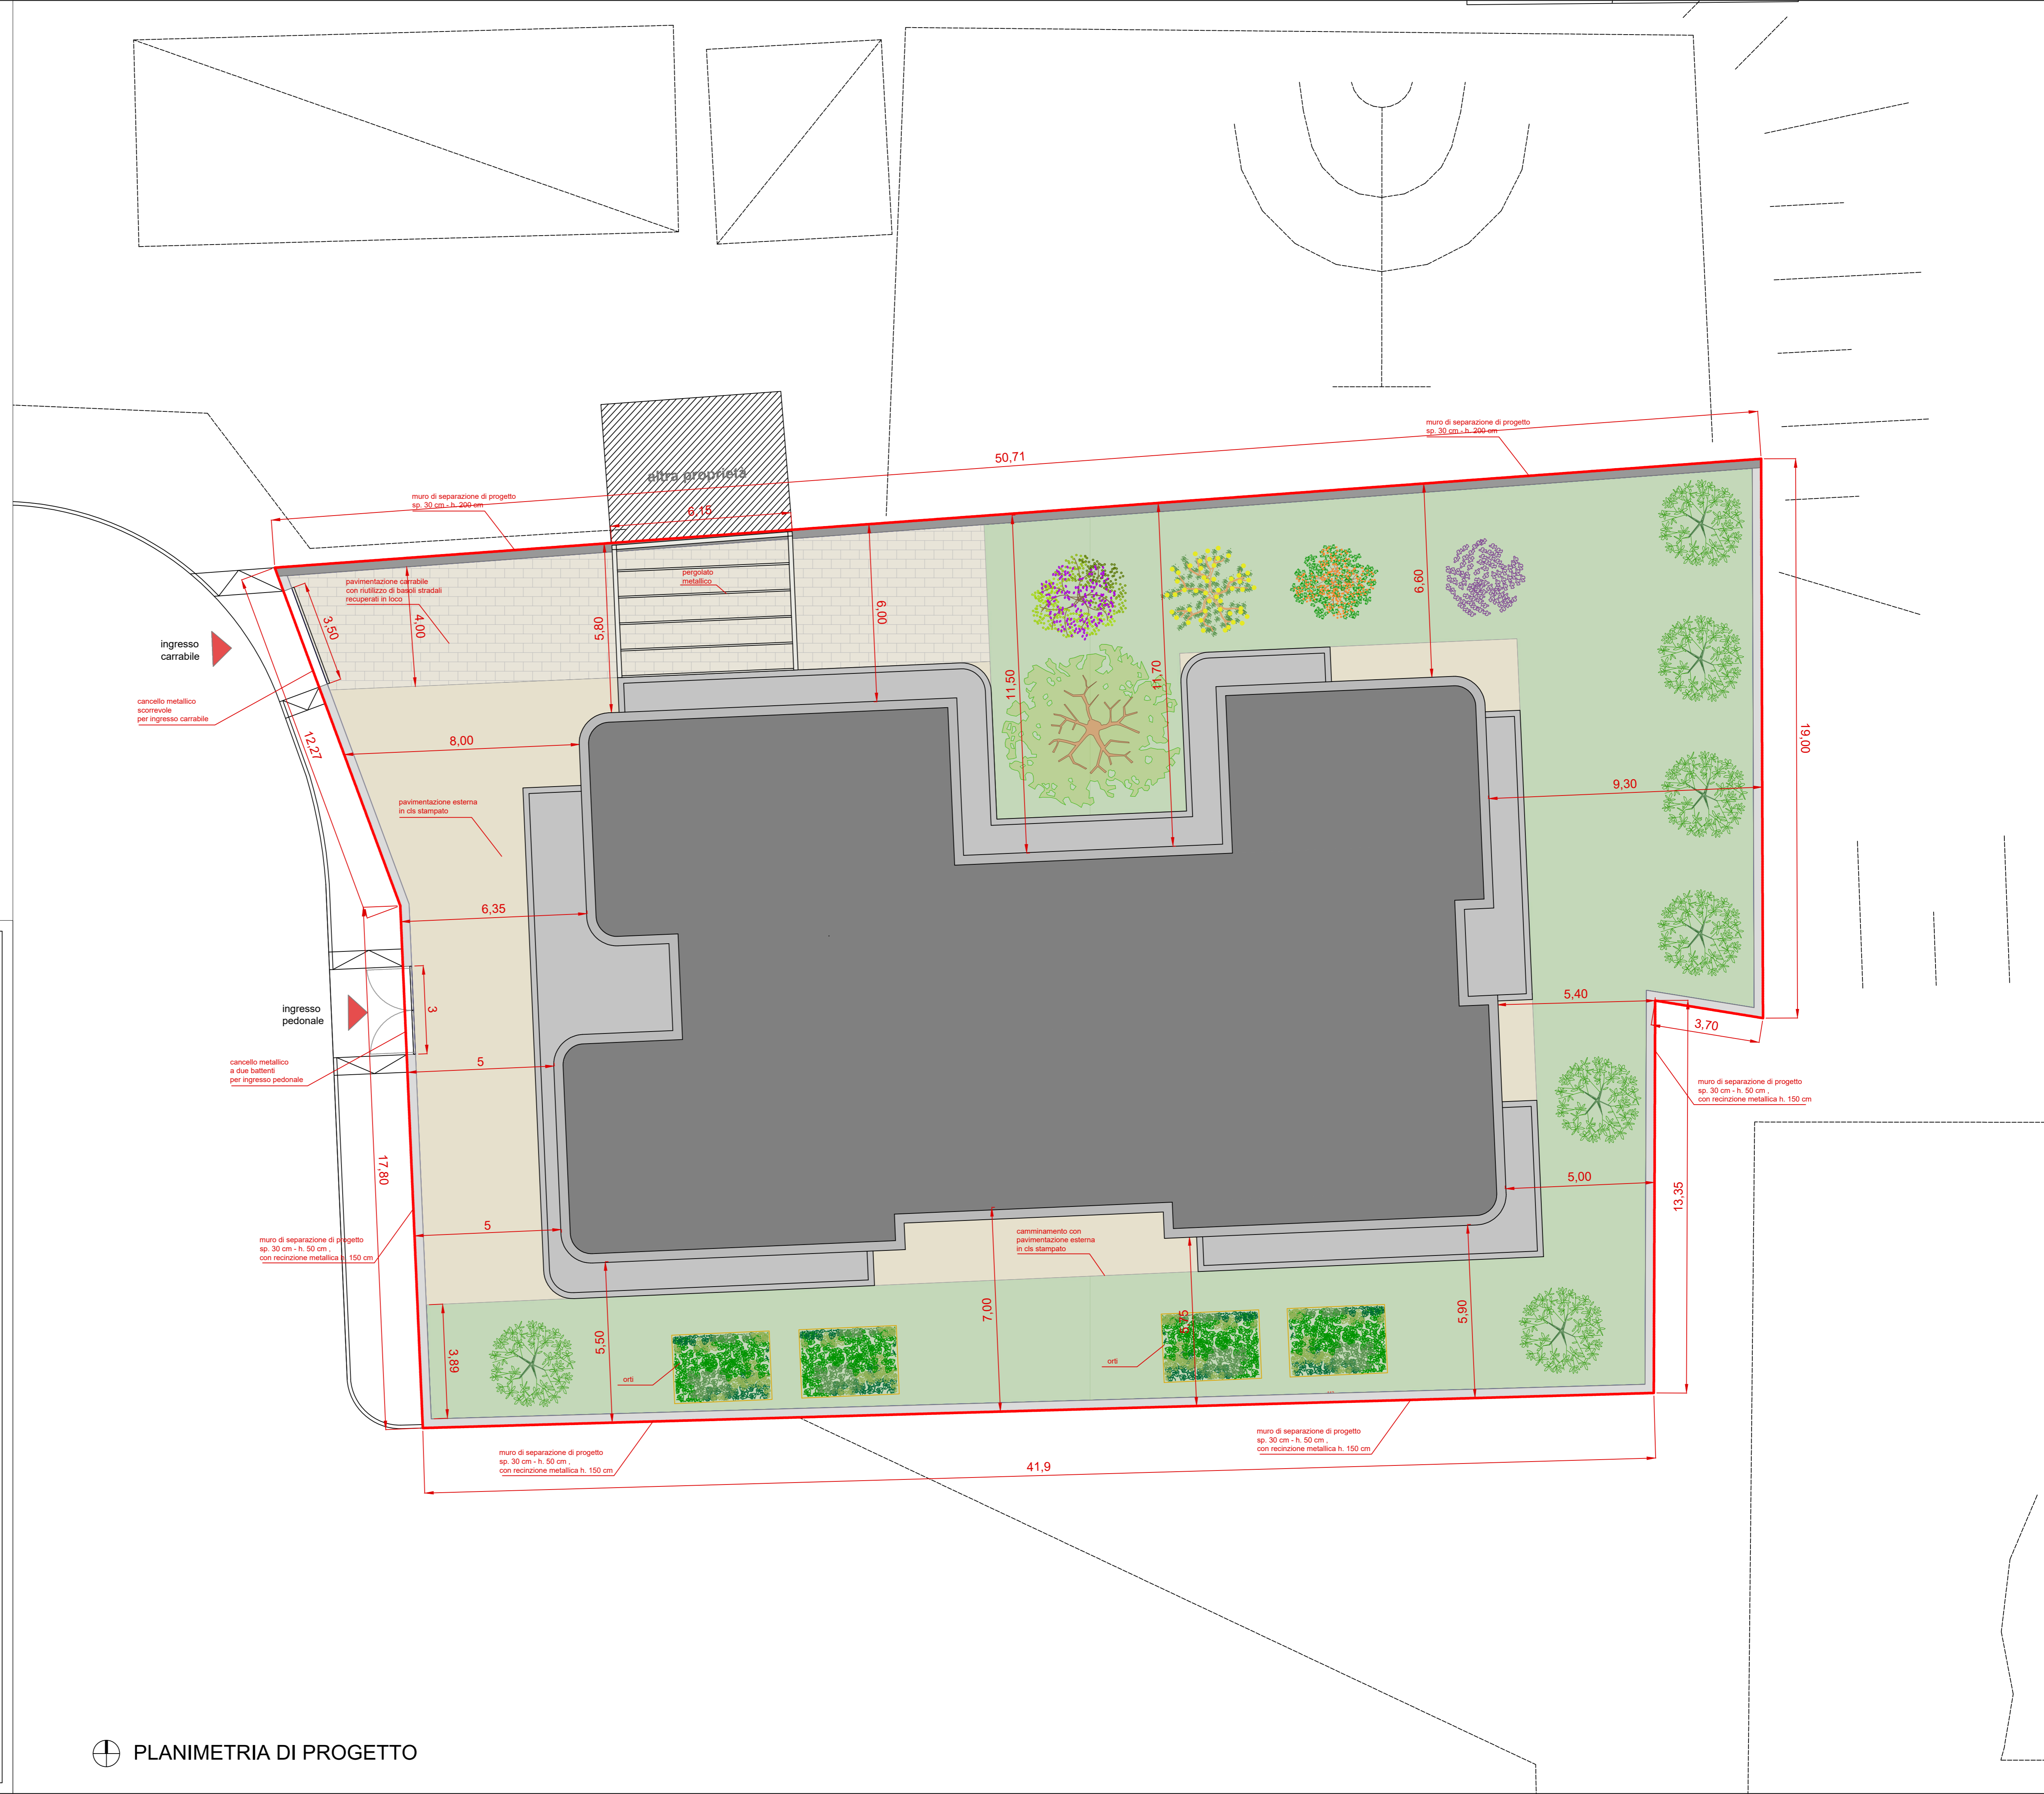 muro di separazione di progetto
sp. 30 cm - h. 200 cm
50,71
altra proprietà
muro di separazione di progetto
sp. 30 cm - h. 200 cm
6,15
pavimentazione carrabile
con riutilizzo di basoli stradali
recuperati in loco
pergolato
metallico
3,50
4,00
5,80
6,00
6,60
ingresso
carrabile
11,50
11,70
cancello metallico
scorrevole
per ingresso carrabile
12,27
8,00
19,00
9,30
pavimentazione esterna
in cls stampato
6,35
5,40
3
3,70
ingresso
pedonale
5
cancello metallico
a due battenti
per ingresso pedonale
muro di separazione di progetto
sp. 30 cm - h. 50 cm ,
con recinzione metallica h. 150 cm
17,80
5,00
13,35
5
camminamento con
pavimentazione esterna
in cls stampato
muro di separazione di progetto
sp. 30 cm - h. 50 cm ,
con recinzione metallica h. 150 cm
3,89
5,50
7,00
5,75
5,90
orti
orti
muro di separazione di progetto
sp. 30 cm - h. 50 cm ,
con recinzione metallica h. 150 cm
muro di separazione di progetto
sp. 30 cm - h. 50 cm ,
con recinzione metallica h. 150 cm
41,9
PLANIMETRIA DI PROGETTO